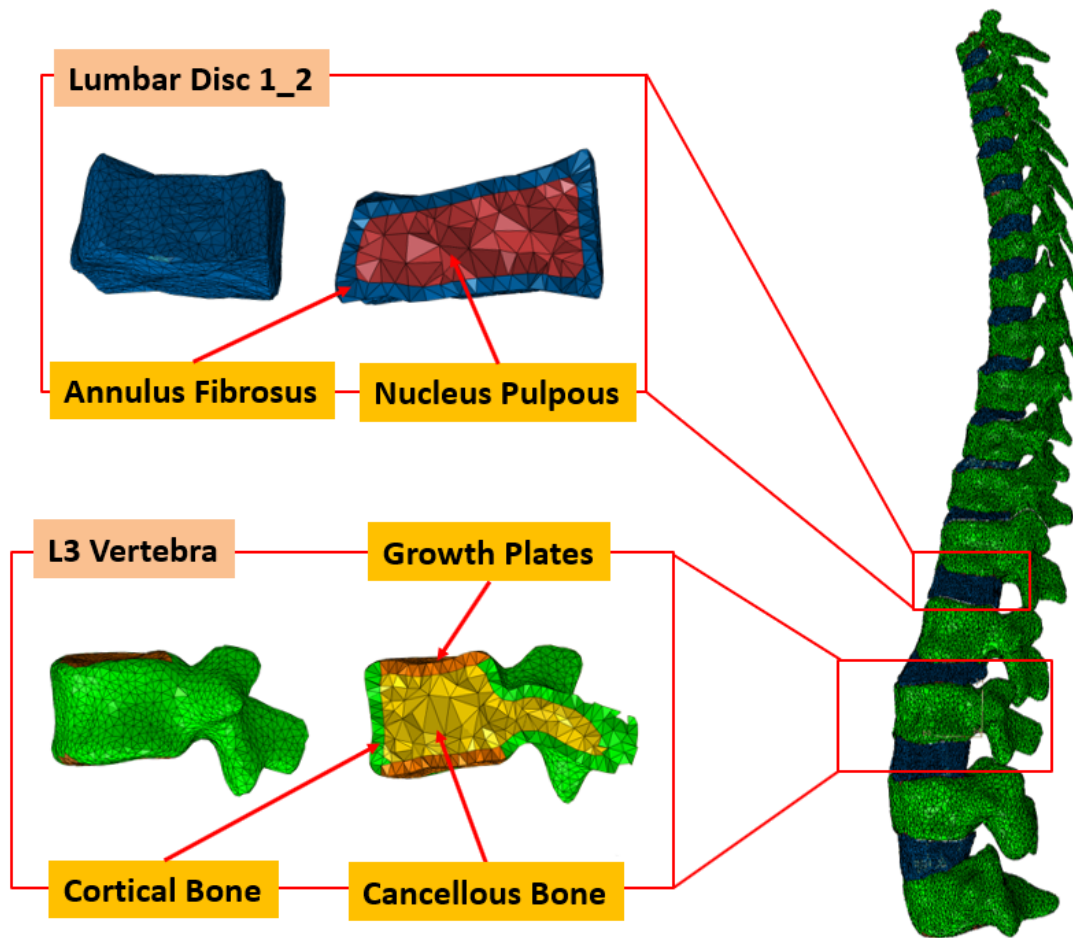 Lumbar Disc 1_2
Annulus Fibrosus
Nucleus Pulpous
L3 Vertebra
Growth Plates
Cortical Bone
Cancellous Bone